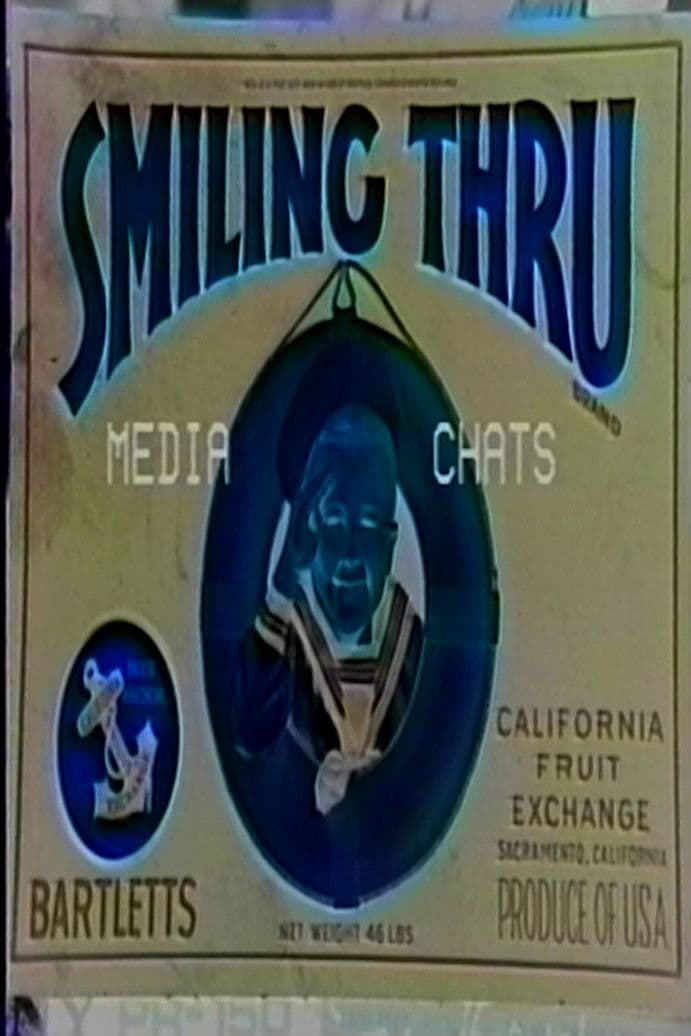 SMILING THRU
BRAND
MEDIA CHATS
CALIFORNIA
FRUIT
EXCHANGE
SACRAMENTO, CALIFORNIA
BARTLETTS
NET WEIGHT 46 LBS
PRODUCE OF USA